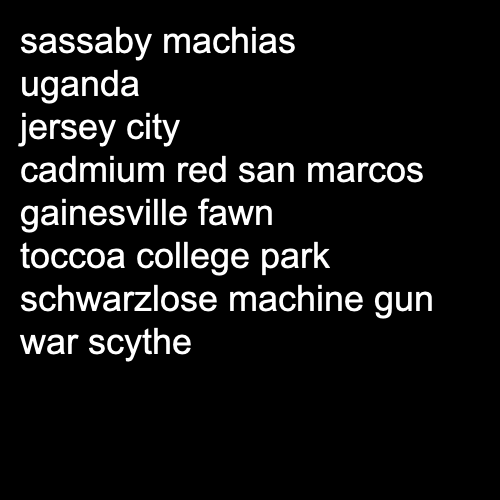 sassaby machias
uganda
jersey city
cadmium red san marcos
gainesville fawn
toccoa college park
schwarzlose machine gun
war scythe